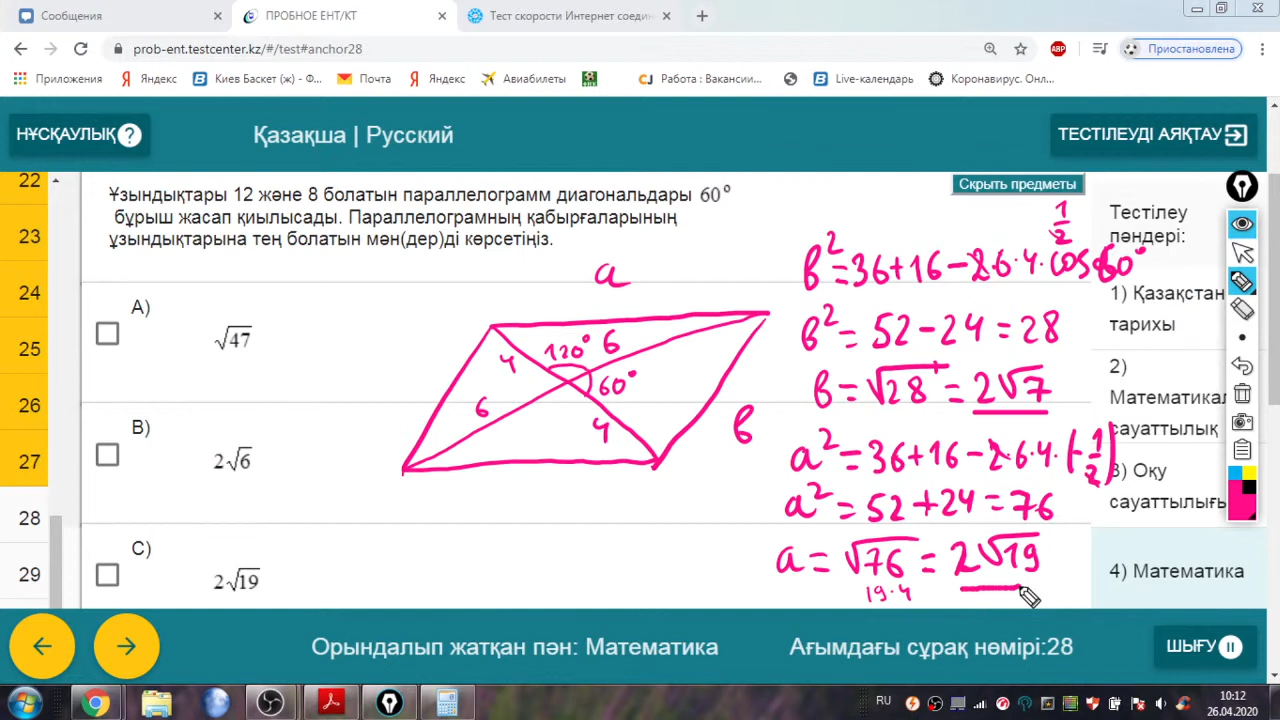 Сообщения
ПРОБНОЕ ЕНТ/КТ
Тест скорости Интернет соедин
prob-ent.testcenter.kz/#/test#anchor28
ABP
Приостановлена
Приложения
Яндекс
Киев Баскет (ж) - Ф...
Почта
Яндекс
Авиабилеты
Работа : Вакансии...
Live-календарь
Коронавирус. Онл...
НҰСҚАУЛЫҚ ?
Қазақша | Русский
ТЕСТІЛЕУДІ АЯҚТАУ
22
23
24
25
26
27
28
29
Ұзындықтары 12 және 8 болатын параллелограмм диагональдары 60°
бұрыш жасап қиылысады. Параллелограмның қабырғаларының
ұзындықтарына тең болатын мән(дер)ді көрсетіңіз.
A)
√47
B)
2√6
C)
2√19
a
4
120°
6
60°
6
4
в
1/2
в²=36+16-2·6·4·cos60°
в²=52-24=28
в=√28=2√7
a²=36+16-2·6·4·(-1/2)
a²=52+24=76
a=√76=2√19
19·4
Скрыть предметы
Тестілеу
пәндері:
1) Қазақстан
тарихы
2)
Математикал
сауаттылық
3) Оқу
сауаттылығы
4) Математика
Орындалып жатқан пән: Математика
Ағымдағы сұрақ нөмірі:28
ШЫҒУ
RU
10:12
26.04.2020